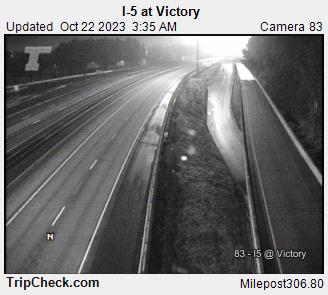 I-5 at Victory
Updated Oct 22 2023 3:35 AM Camera 83
T
N
83 - I5 @ Victory
TripCheck.com Milepost306.80